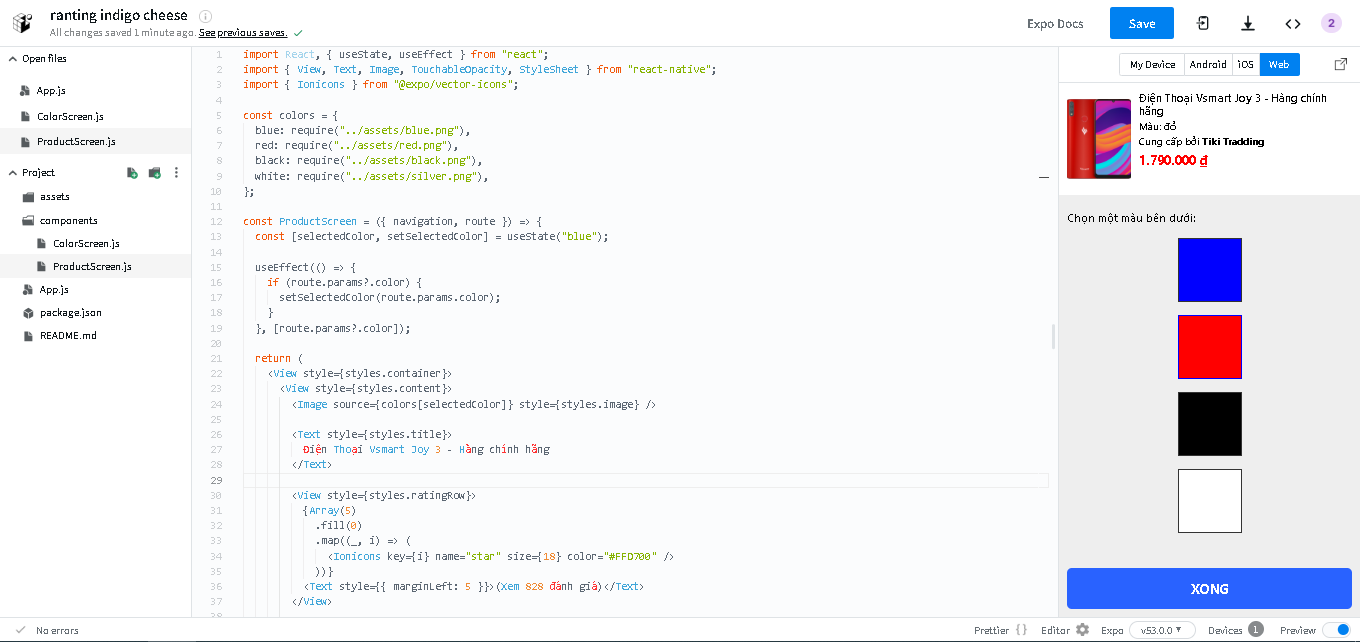 ranting indigo cheese
All changes saved 1 minute ago. See previous saves.
Expo Docs
Save
2
Open files
App.js
ColorScreen.js
ProductScreen.js
Project
assets
components
ColorScreen.js
ProductScreen.js
App.js
package.json
README.md
1 import React, { useState, useEffect } from "react";
2 import { View, Text, Image, TouchableOpacity, StyleSheet } from "react-native";
3 import { Ionicons } from "@expo/vector-icons";
4
5 const colors = {
6 blue: require("../assets/blue.png"),
7 red: require("../assets/red.png"),
8 black: require("../assets/black.png"),
9 white: require("../assets/silver.png"),
10 };
11
12 const ProductScreen = ({ navigation, route }) => {
13 const [selectedColor, setSelectedColor] = useState("blue");
14
15 useEffect(() => {
16 if (route.params?.color) {
17 setSelectedColor(route.params.color);
18 }
19 }, [route.params?.color]);
20
21 return (
22 <View style={styles.container}>
23 <View style={styles.content}>
24 <Image source={colors[selectedColor]} style={styles.image} />
25
26 <Text style={styles.title}>
27 Điện Thoại Vsmart Joy 3 - Hàng chính hãng
28 </Text>
29
30 <View style={styles.ratingRow}>
31 {Array(5)
32 .fill(0)
33 .map((_, i) => (
34 <Ionicons key={i} name="star" size={18} color="#FFD700" />
35 ))}
36 <Text style={{ marginLeft: 5 }}>(Xem 828 đánh giá)</Text>
37 </View>
38
My Device
Android
iOS
Web
Điện Thoại Vsmart Joy 3 - Hàng chính
hãng
Màu: đỏ
Cung cấp bởi Tiki Tradding
1.790.000 đ
Chọn một màu bên dưới:
XONG
No errors
Prettier { }
Editor
Expo
v53.0.0
Devices 1
Preview